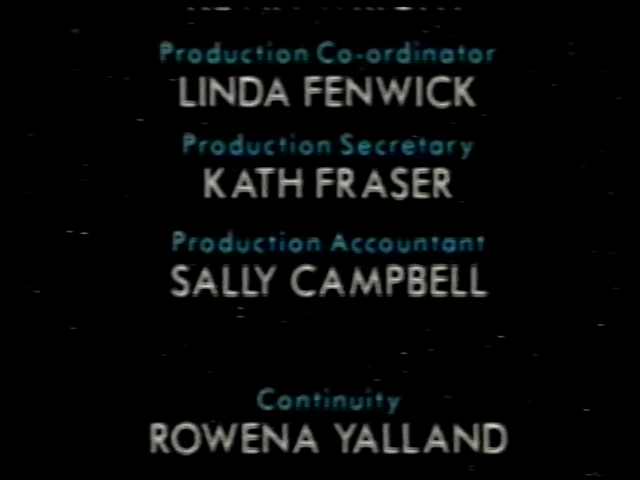 Production Co-ordinator
LINDA FENWICK
Production Secretary
KATH FRASER
Production Accountant
SALLY CAMPBELL
Continuity
ROWENA YALLAND